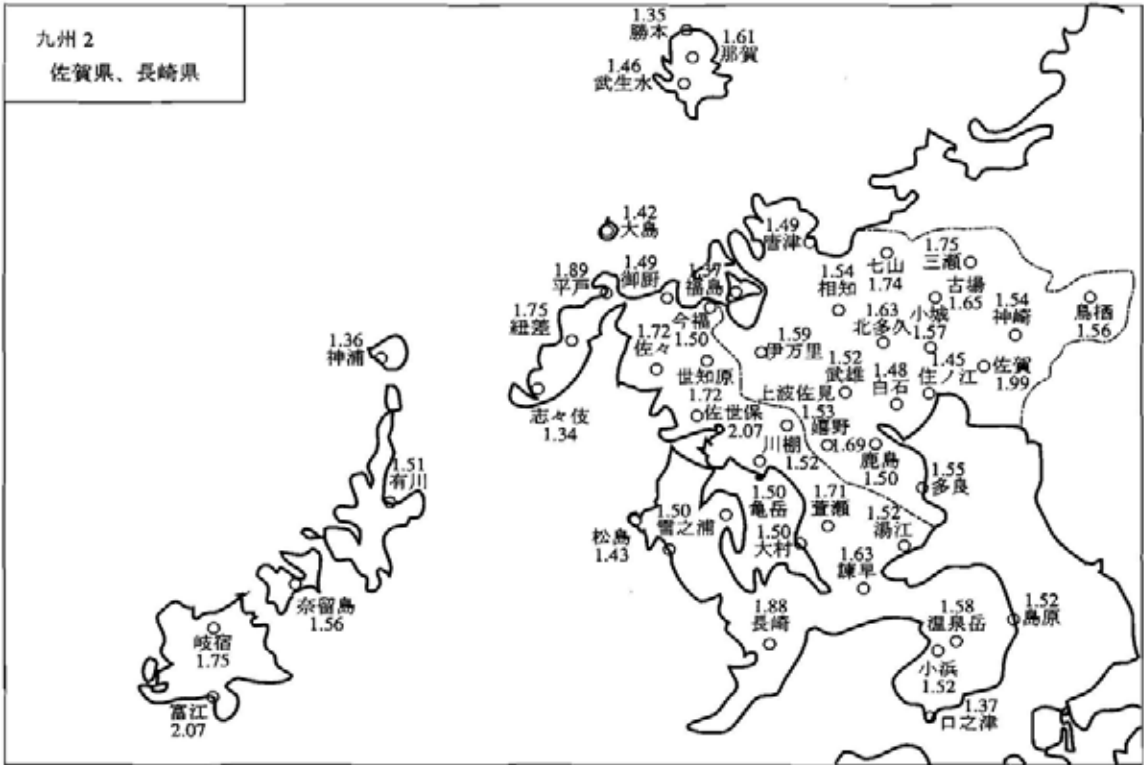 九州 2
佐賀県、長崎県
1.35
勝本
1.61
那賀
1.46
武生水
1.42
大島
1.49
唐津
1.75
三瀬
七山
1.74
1.89
平戸
1.49
御厨
1.37
福島
1.54
相知
古場
1.65
1.54
神崎
鳥栖
1.56
1.75
紐差
今福
1.50
1.63
北多久
小城
1.57
1.36
神浦
1.72
佐々
1.59
伊万里
世知原
1.72
1.52
武雄
1.48
白石
1.45
住ノ江
佐賀
1.99
志々伎
1.34
佐世保
2.07
上波佐見
1.53
嬉野
1.69
川棚
1.52
鹿島
1.50
1.55
多良
1.51
有川
松島
1.43
1.50
雪之浦
1.50
亀岳
1.71
萱瀬
1.50
大村
1.52
湯江
1.63
諫早
奈留島
1.56
岐宿
1.75
富江
2.07
1.88
長崎
1.58
温泉岳
小浜
1.52
1.52
島原
1.37
口之津